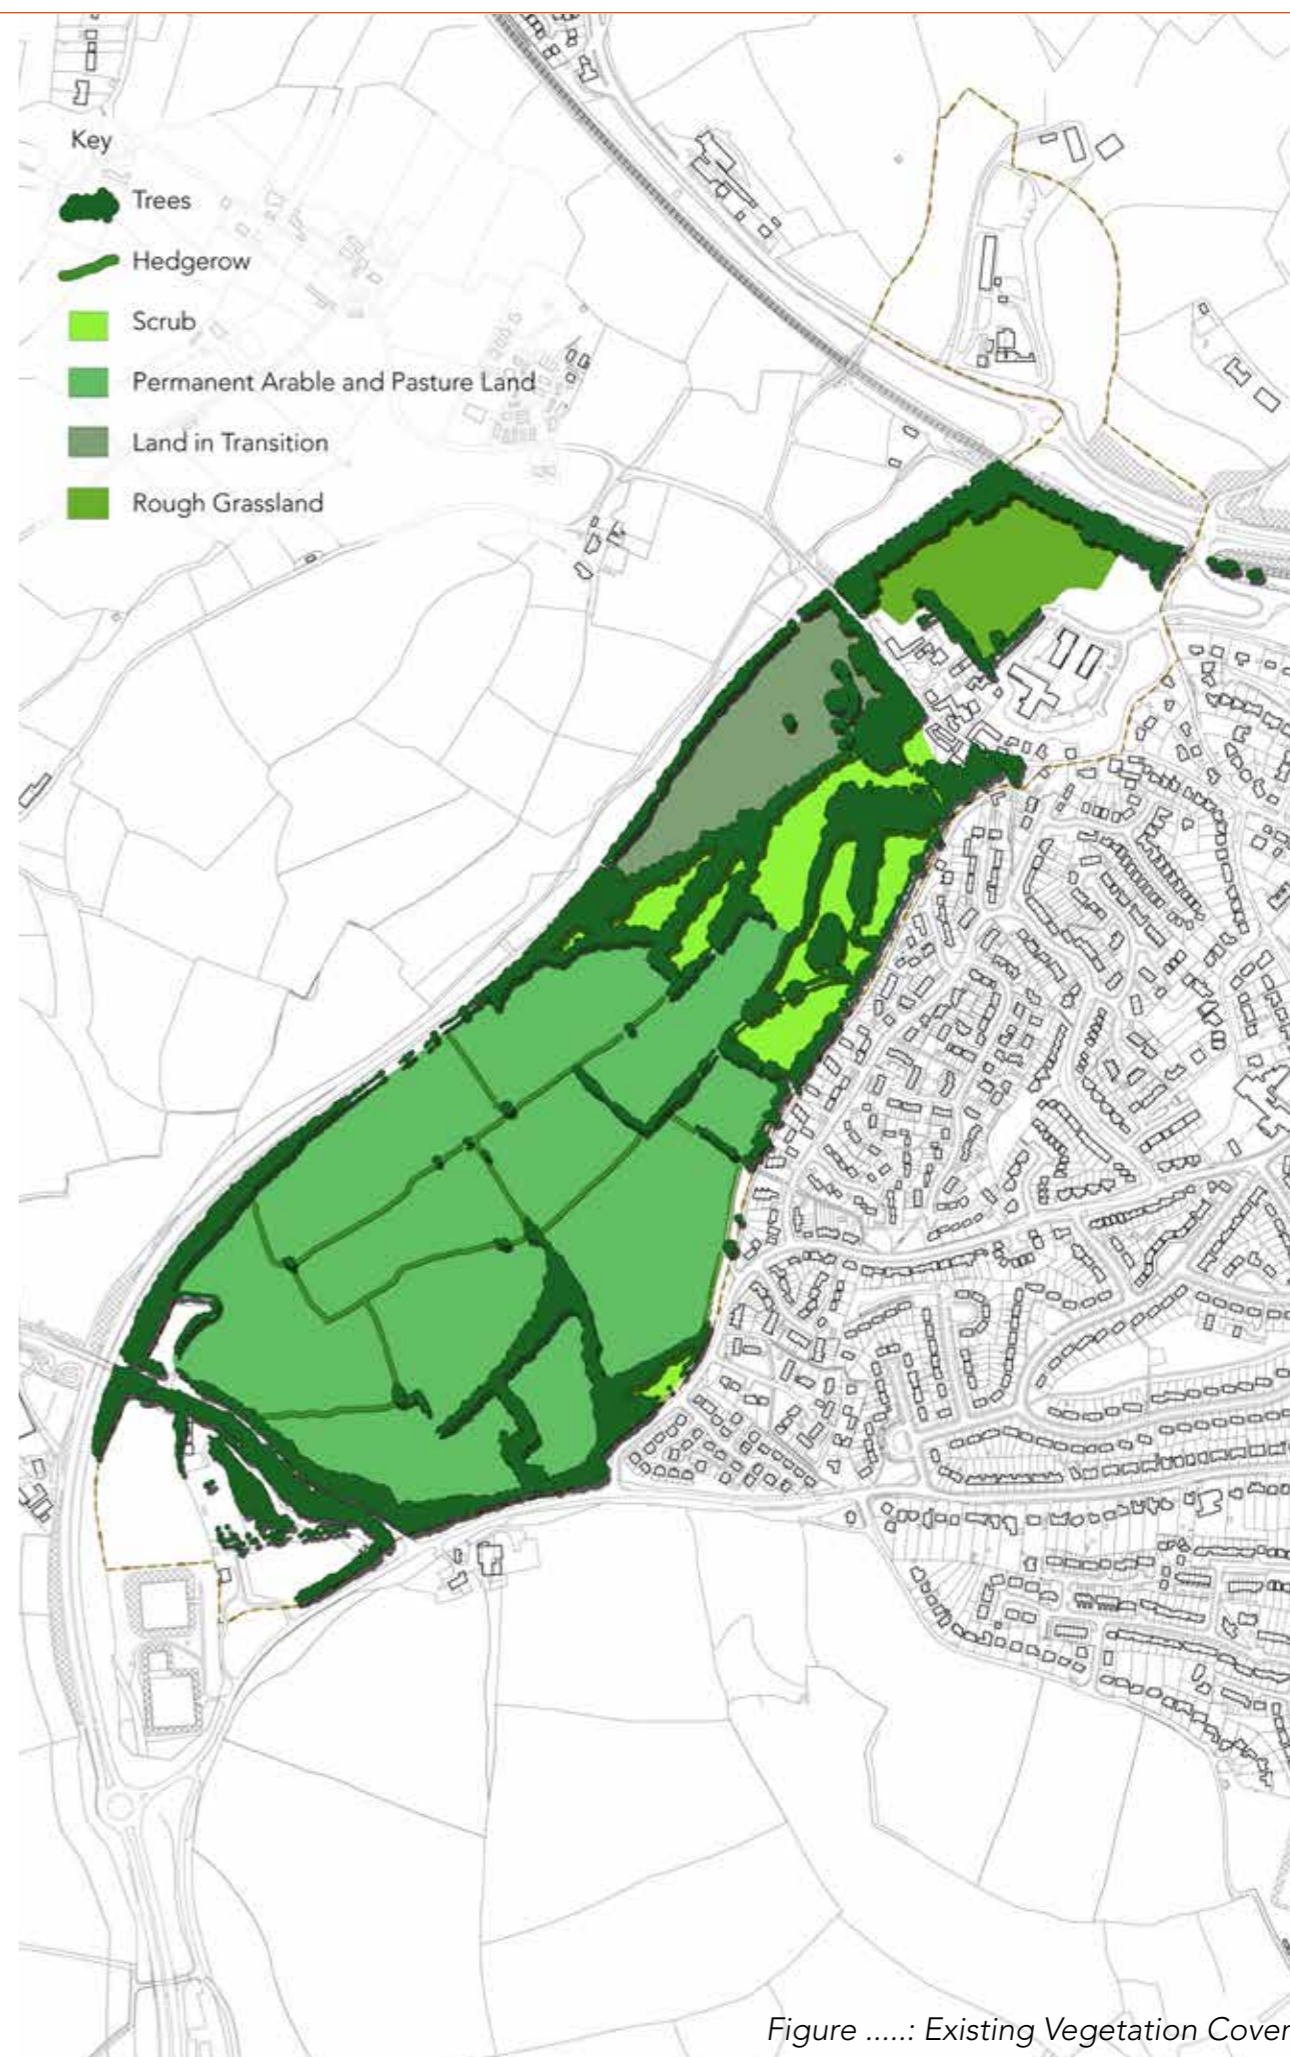 Key
Trees
Hedgerow
Scrub
Permanent Arable and Pasture Land
Land in Transition
Rough Grassland
Figure .....: Existing Vegetation Cover